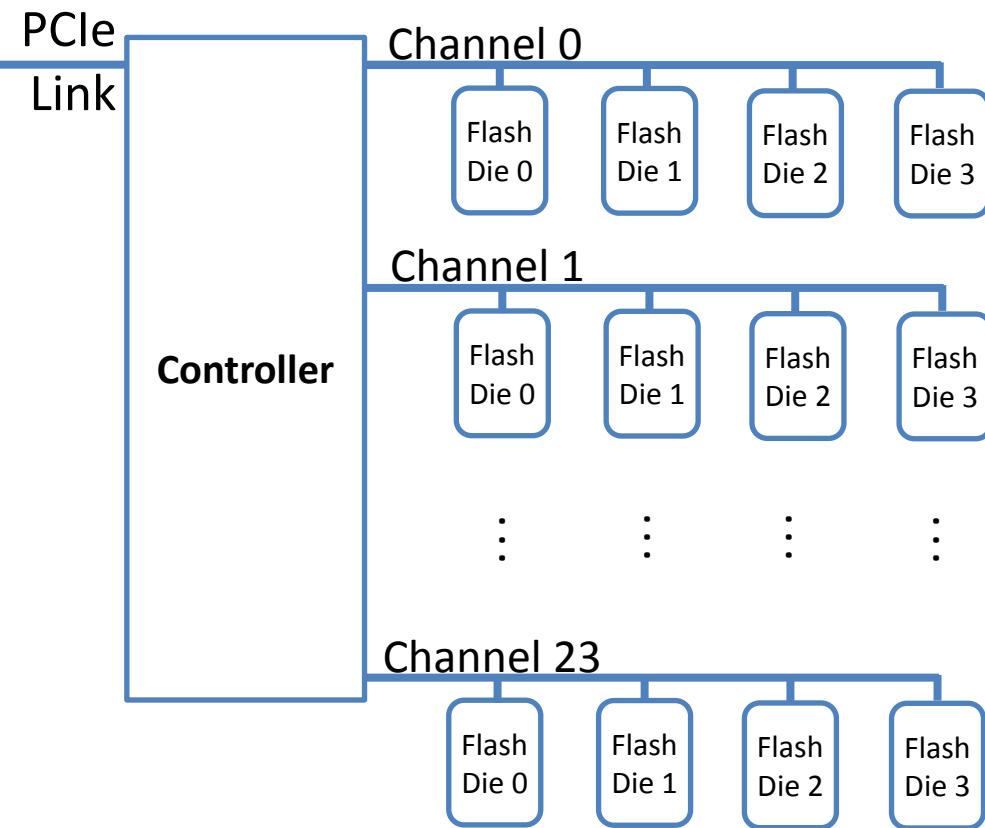 PCIe
Link
Channel 0
Flash
Die 0
Flash
Die 1
Flash
Die 2
Flash
Die 3
Channel 1
Flash
Die 0
Flash
Die 1
Flash
Die 2
Flash
Die 3
Controller
Channel 23
Flash
Die 0
Flash
Die 1
Flash
Die 2
Flash
Die 3